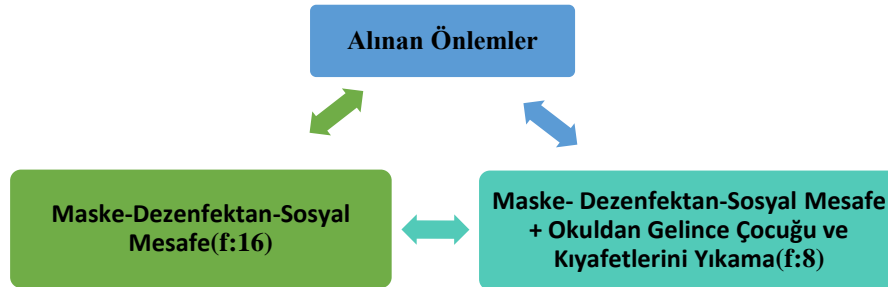 Alınan Önlemler
Maske-Dezenfektan-Sosyal
Mesafe(f:16)
Maske- Dezenfektan-Sosyal Mesafe
+ Okuldan Gelince Çocuğu ve
Kıyafetlerini Yıkama(f:8)